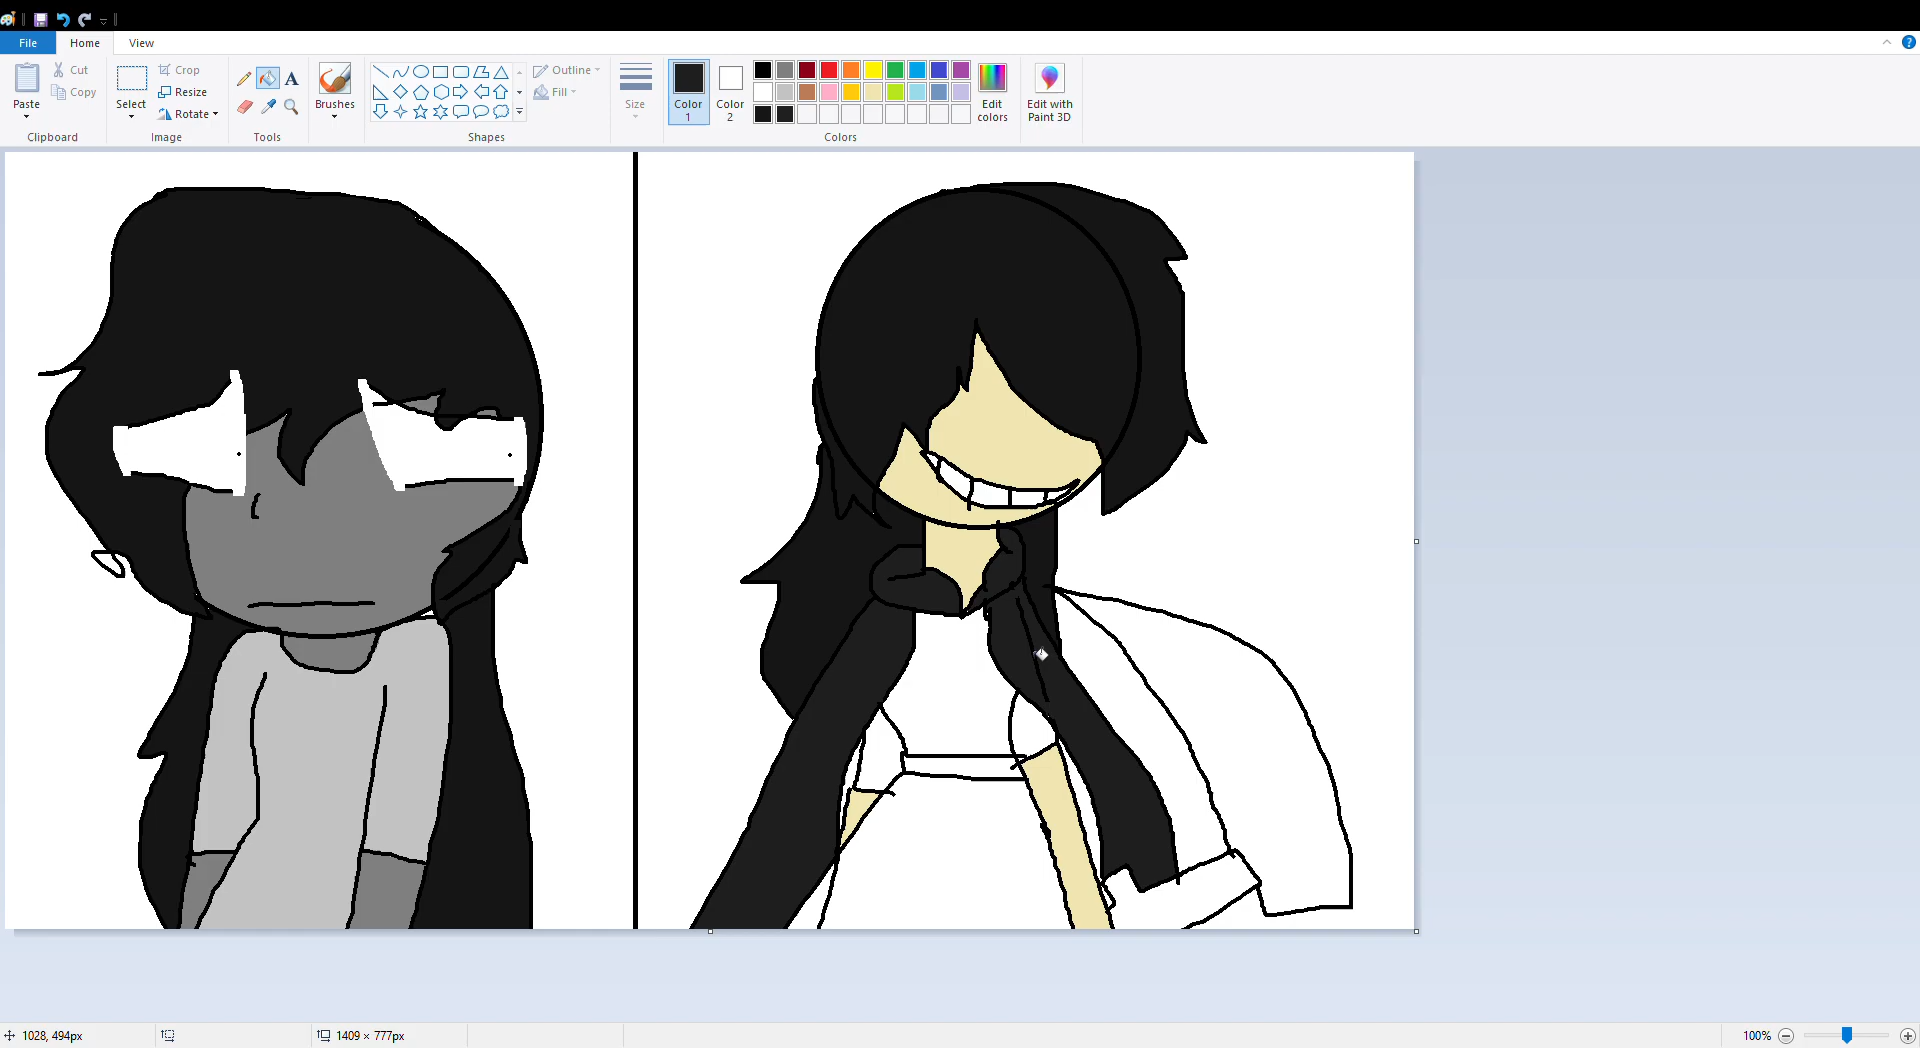 File Home View
Paste Cut Copy Clipboard
Select Crop Resize Rotate Image
A Tools
Brushes
Outline Fill Shapes
Size
Color 1 Color 2 Edit colors Colors
Edit with Paint 3D
1028, 494px 1409 × 777px 100%